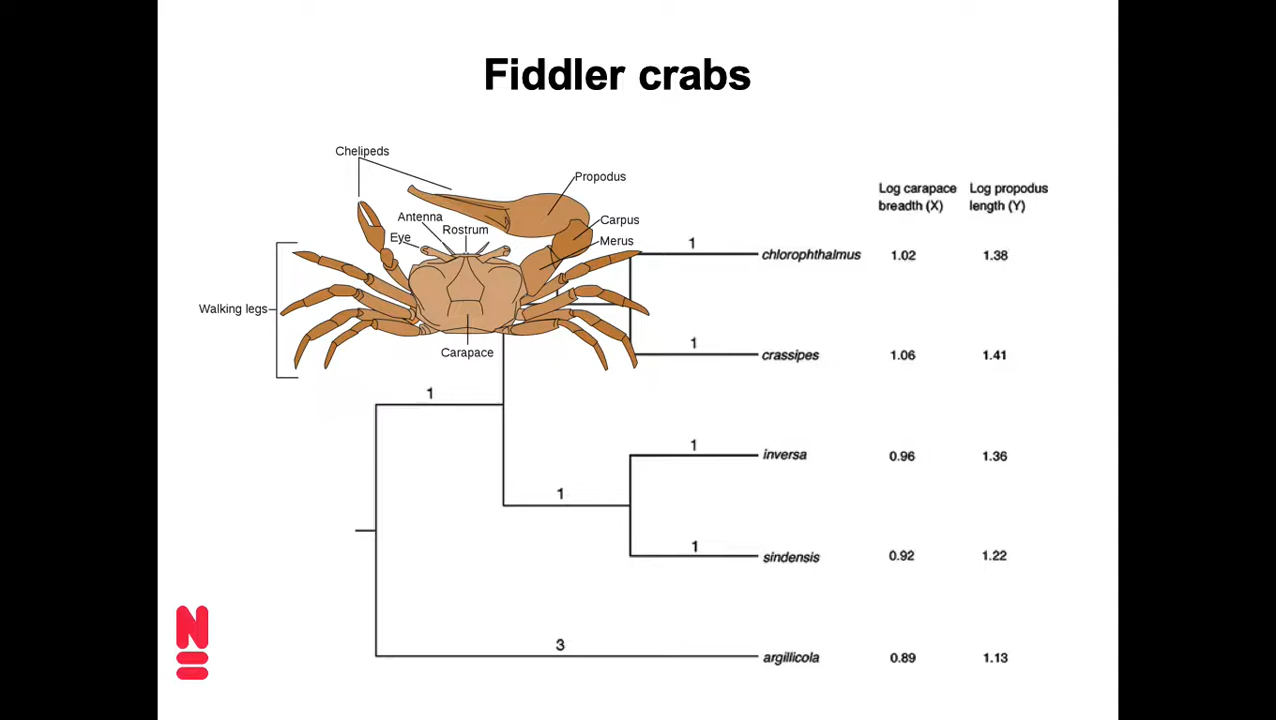 Fiddler crabs
Chelipeds
Propodus
Antenna
Rostrum
Carpus
Eye
Merus
Walking legs
Carapace
Log carapace breadth (X)
Log propodus length (Y)
1
chlorophthalmus 1.02 1.38
1
crassipes 1.06 1.41
1
1
inversa 0.96 1.36
1
1
sindensis 0.92 1.22
3
argillicola 0.89 1.13